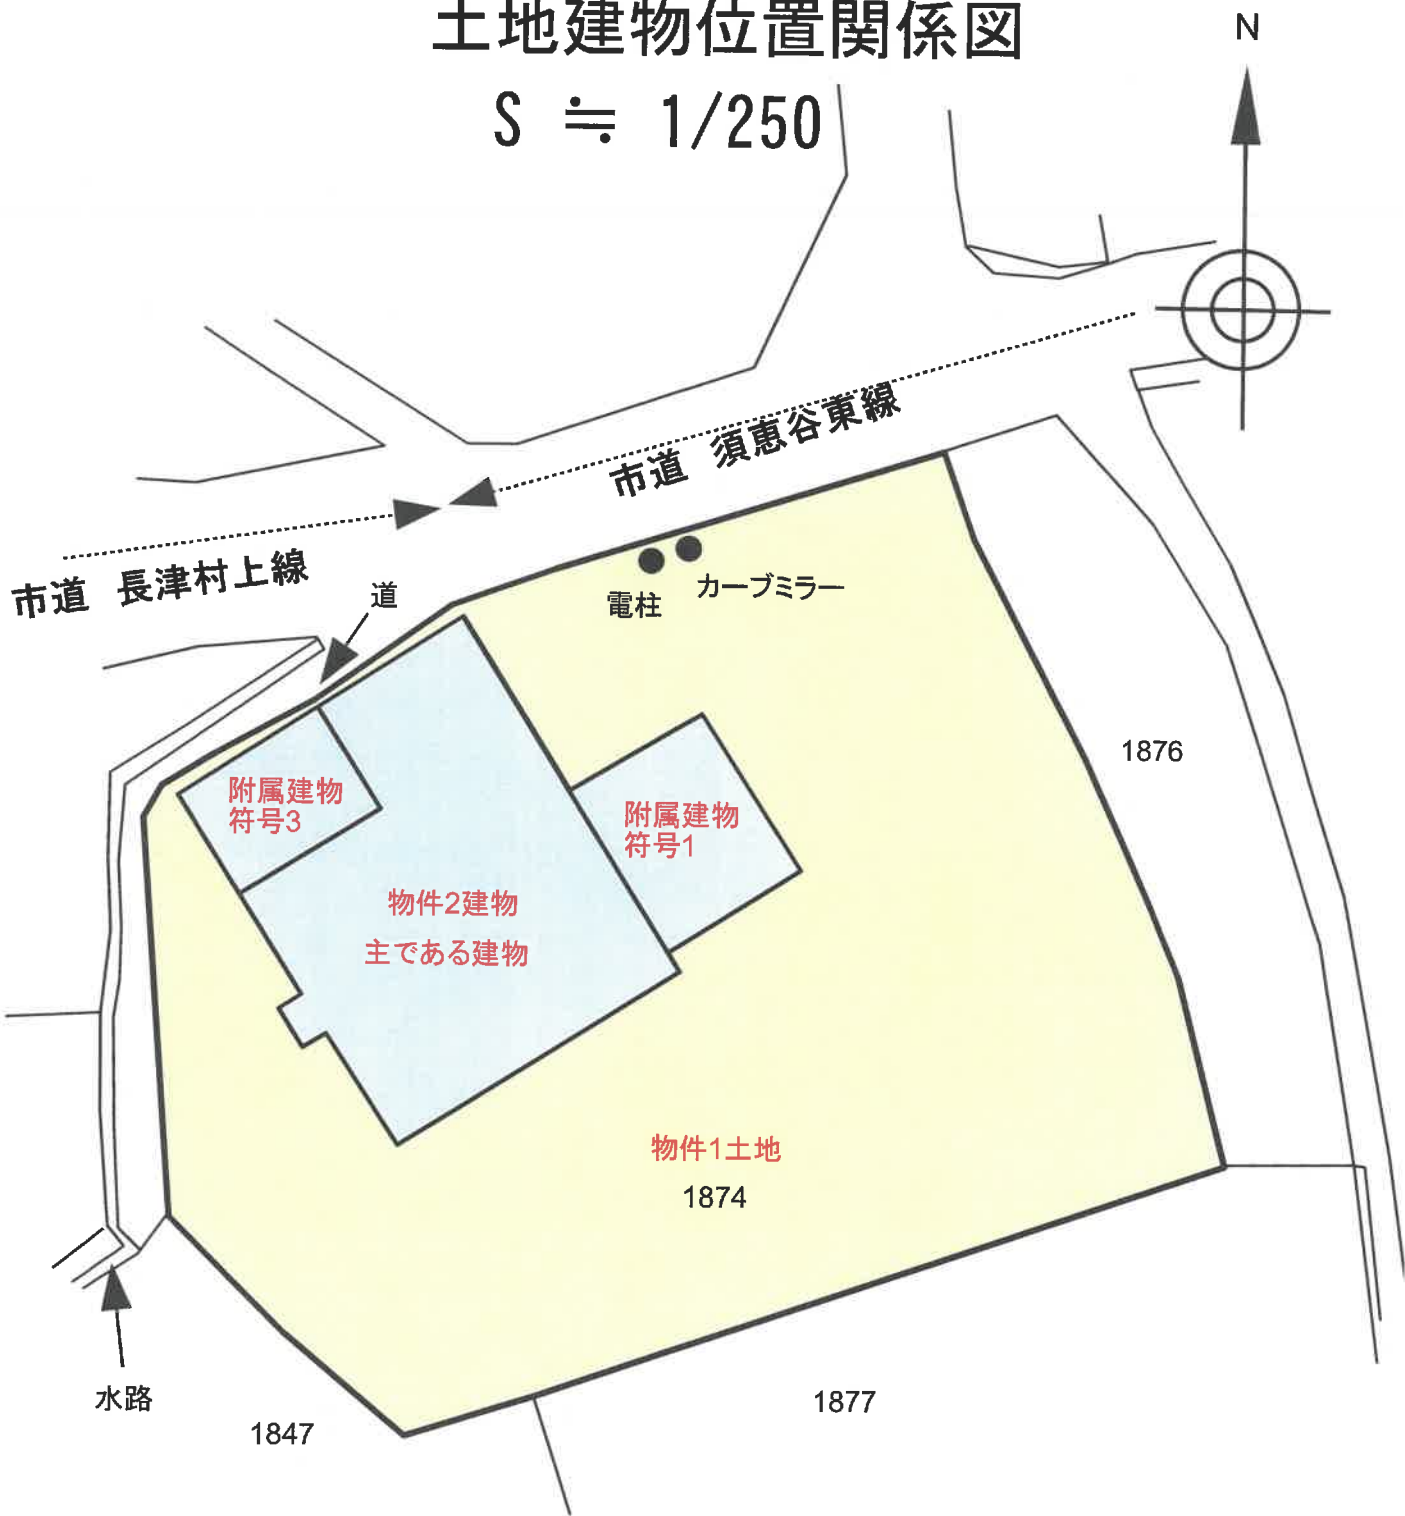 土地建物位置関係図
N
S ≒ 1/250
市道 須恵谷東線
市道 長津村上線
道
電柱
カーブミラー
1876
附属建物
符号3
附属建物
符号1
物件2建物
主である建物
物件1土地
1874
水路
1847
1877